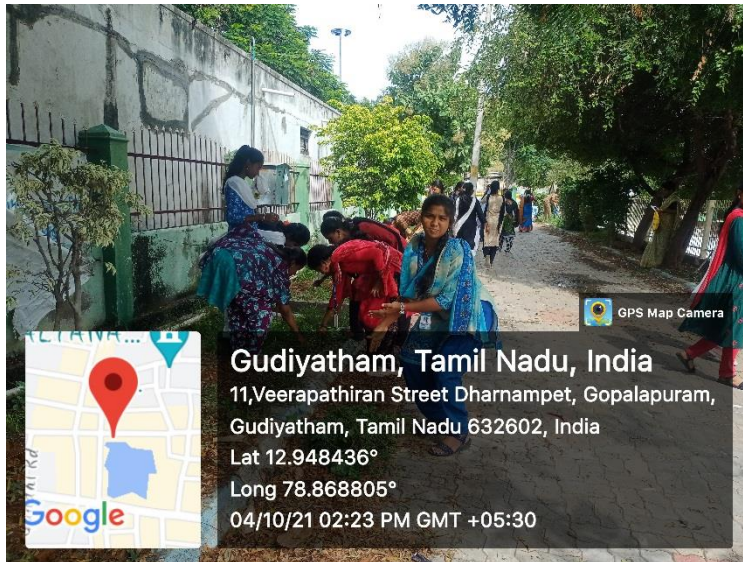 GPS Map Camera
Gudiyatham, Tamil Nadu, India
11,Veerapathiran Street Dharnampet, Gopalapuram,
Gudiyatham, Tamil Nadu 632602, India
Lat 12.948436°
Long 78.868805°
04/10/21 02:23 PM GMT +05:30
Google